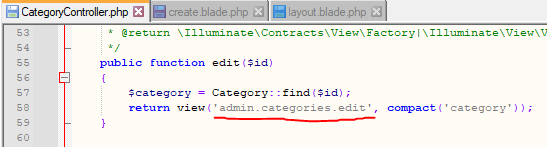 CategoryController.php create.blade.php layout.blade.php
53 * @return \Illuminate\Contracts\View\Factory|\Illuminate\View\
54 */
55 public function edit($id)
56 {
57 $category = Category::find($id);
58 return view('admin.categories.edit', compact('category'));
59 }
60